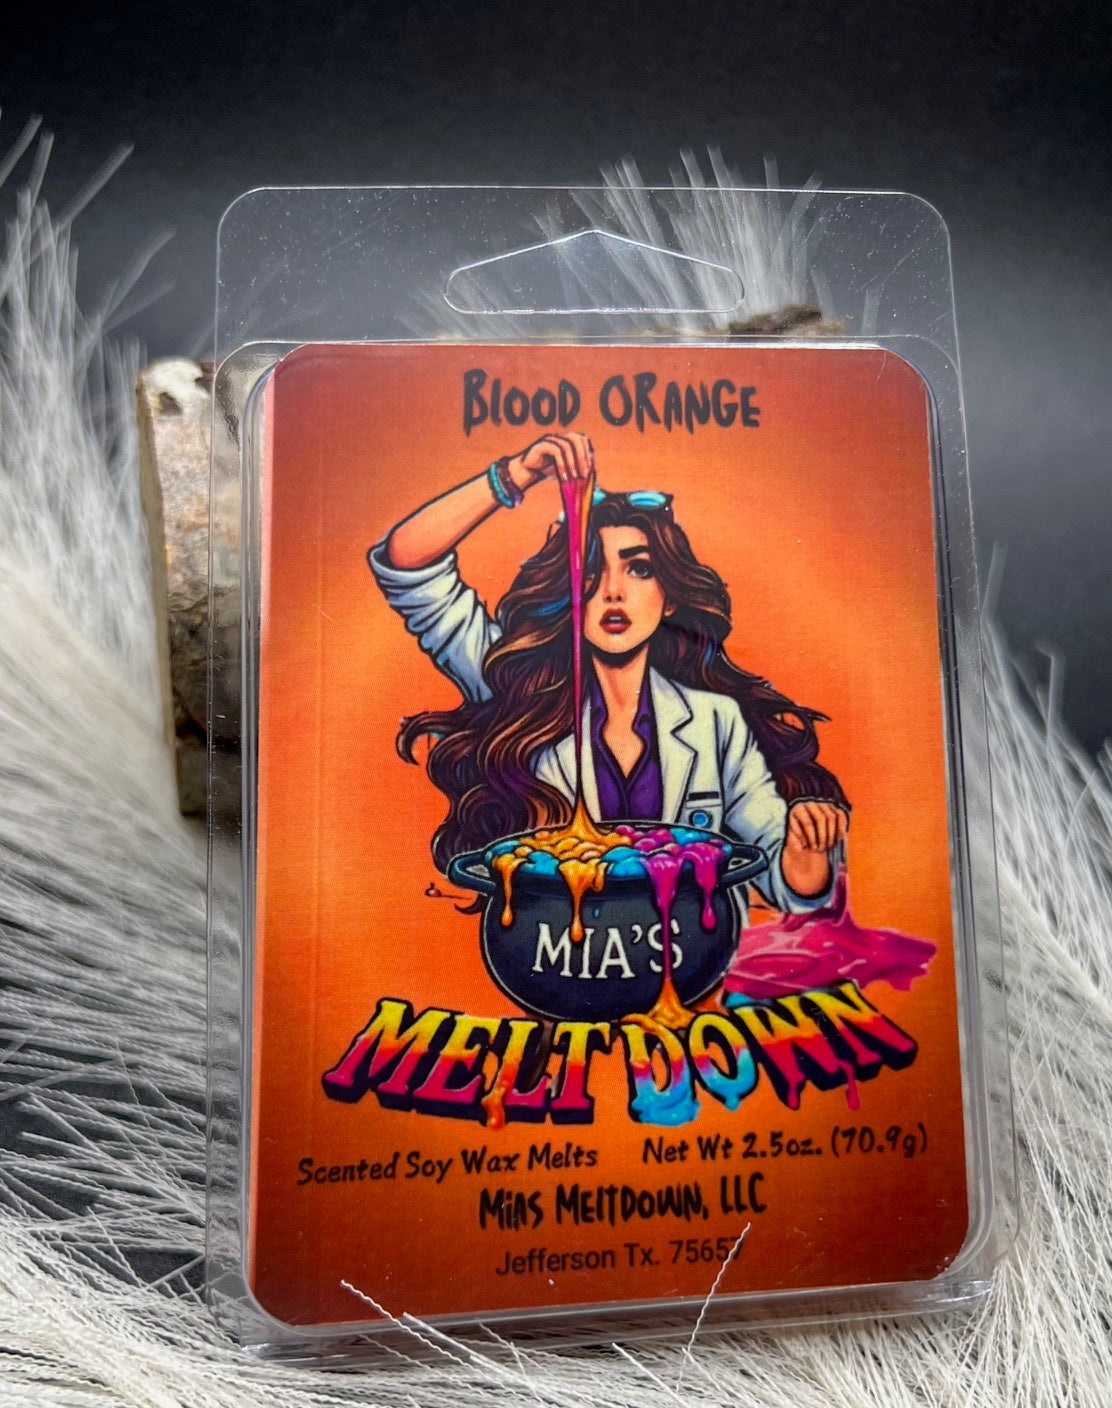 Blood Orange
MIA'S
MELTDOWN
Scented Soy Wax Melts Net Wt 2.5oz. (70.9g)
Mias Meltdown, LLC
Jefferson Tx. 75657